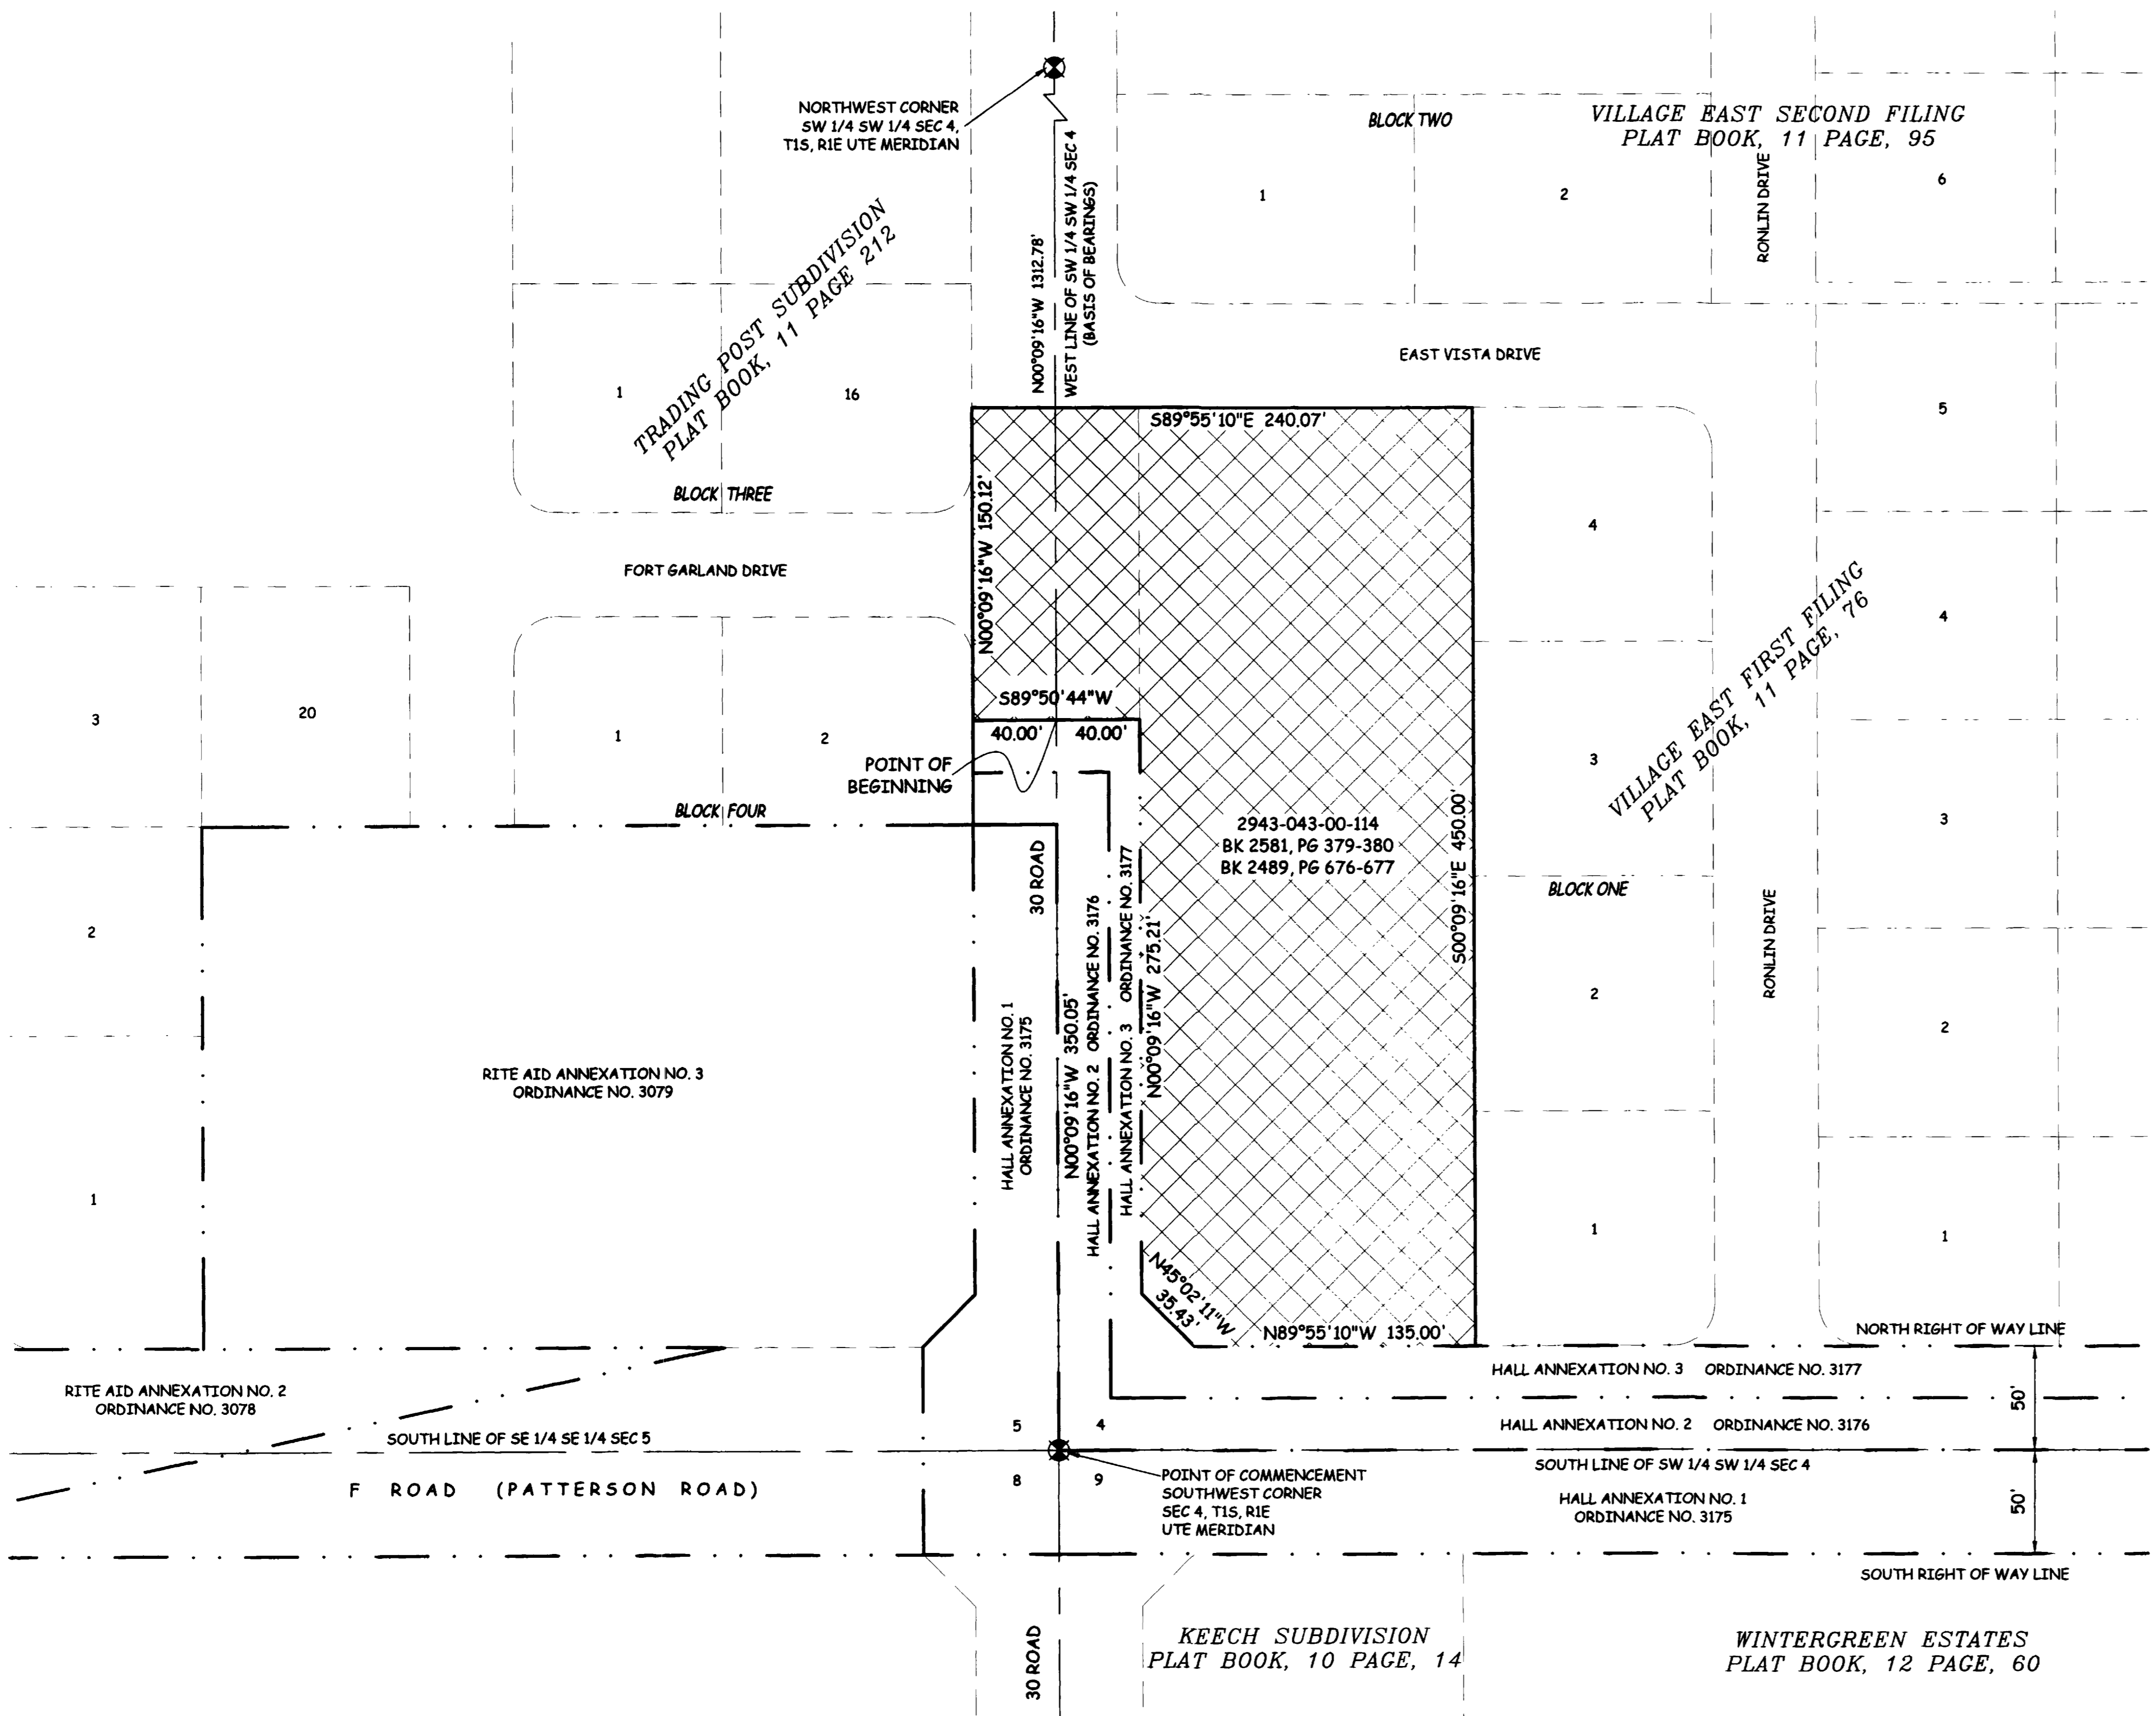 NORTHWEST CORNER
SW 1/4 SW 1/4 SEC 4,
T1S, R1E UTE MERIDIAN
N00°09'16"W 1312.78'
WEST LINE OF SW 1/4 SW 1/4 SEC 4
(BASIS OF BEARINGS)
BLOCK TWO
VILLAGE EAST SECOND FILING
PLAT BOOK, 11 PAGE, 95
1
2
RONLIN DRIVE
6
TRADING POST SUBDIVISION
PLAT BOOK, 11 PAGE 212
EAST VISTA DRIVE
1
16
5
S89°55'10"E 240.07'
BLOCK THREE
N00°09'16"W 150.12'
4
FORT GARLAND DRIVE
VILLAGE EAST FIRST FILING
PLAT BOOK, 11 PAGE, 76
4
3
20
1
2
S89°50'44"W
40.00'
40.00'
POINT OF
BEGINNING
3
BLOCK FOUR
2943-043-00-114
BK 2581, PG 379-380
BK 2489, PG 676-677
S00°09'16"E 450.00'
3
BLOCK ONE
30 ROAD
2
HALL ANNEXATION NO. 1
ORDINANCE NO. 3175
N00°09'16"W 350.05'
HALL ANNEXATION NO. 2 ORDINANCE NO. 3176
HALL ANNEXATION NO. 3 ORDINANCE NO. 3177
N00°09'16"W 275.21'
RONLIN DRIVE
2
2
RITE AID ANNEXATION NO. 3
ORDINANCE NO. 3079
1
1
1
N45°02'11"W
35.43'
N89°55'10"W 135.00'
NORTH RIGHT OF WAY LINE
HALL ANNEXATION NO. 3 ORDINANCE NO. 3177
RITE AID ANNEXATION NO. 2
ORDINANCE NO. 3078
50'
5
4
HALL ANNEXATION NO. 2 ORDINANCE NO. 3176
SOUTH LINE OF SE 1/4 SE 1/4 SEC 5
SOUTH LINE OF SW 1/4 SW 1/4 SEC 4
8
9
F ROAD (PATTERSON ROAD)
POINT OF COMMENCEMENT
SOUTHWEST CORNER
SEC 4, T1S, R1E
UTE MERIDIAN
HALL ANNEXATION NO. 1
ORDINANCE NO. 3175
50'
SOUTH RIGHT OF WAY LINE
30 ROAD
KEECH SUBDIVISION
PLAT BOOK, 10 PAGE, 14
WINTERGREEN ESTATES
PLAT BOOK, 12 PAGE, 60